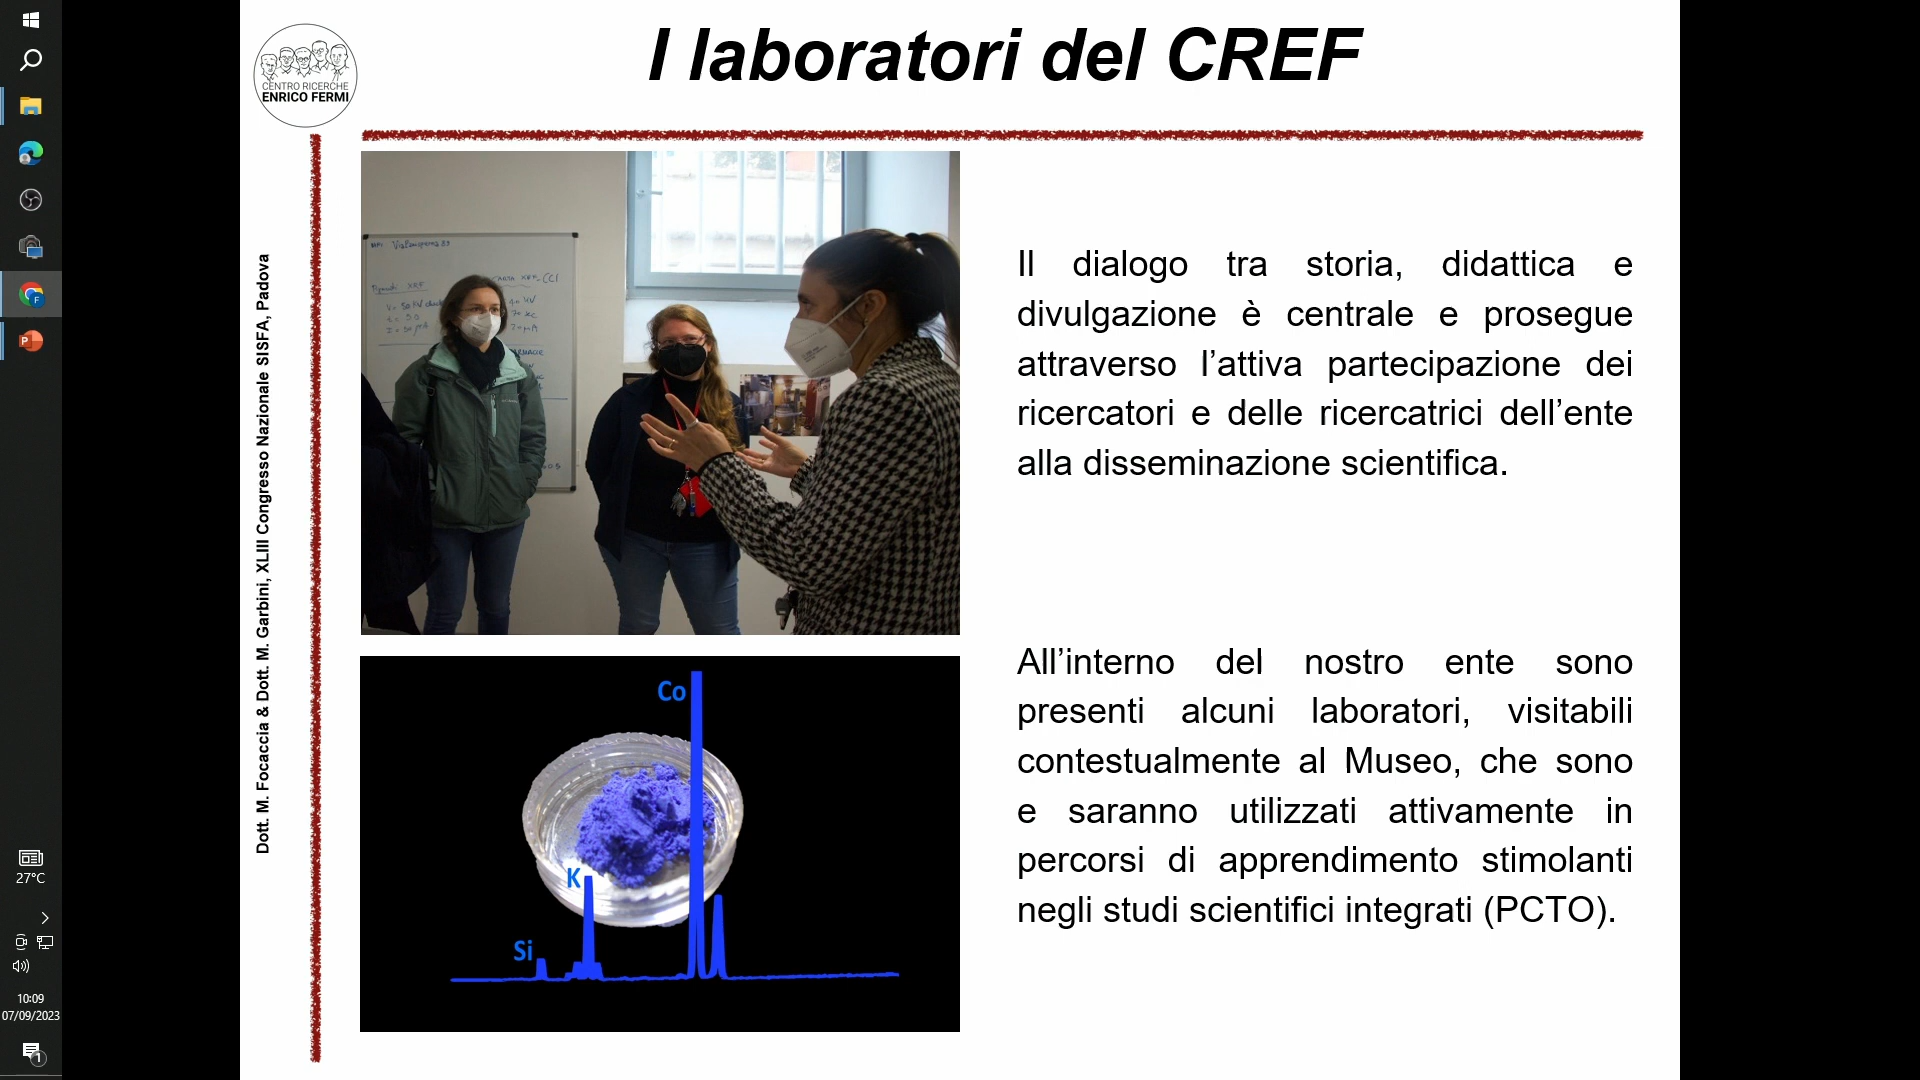 I laboratori del CREF
CENTRO RICERCHE
ENRICO FERMI
Dott. M. Focaccia & Dott. M. Garbini, XLIII Congresso Nazionale SISFA, Padova
Il dialogo tra storia, didattica e
divulgazione è centrale e prosegue
attraverso l’attiva partecipazione dei
ricercatori e delle ricercatrici dell’ente
alla disseminazione scientifica.
Co
K
Si
All’interno del nostro ente sono
presenti alcuni laboratori, visitabili
contestualmente al Museo, che sono
e saranno utilizzati attivamente in
percorsi di apprendimento stimolanti
negli studi scientifici integrati (PCTO).
27°C
10:09
07/09/2023
1